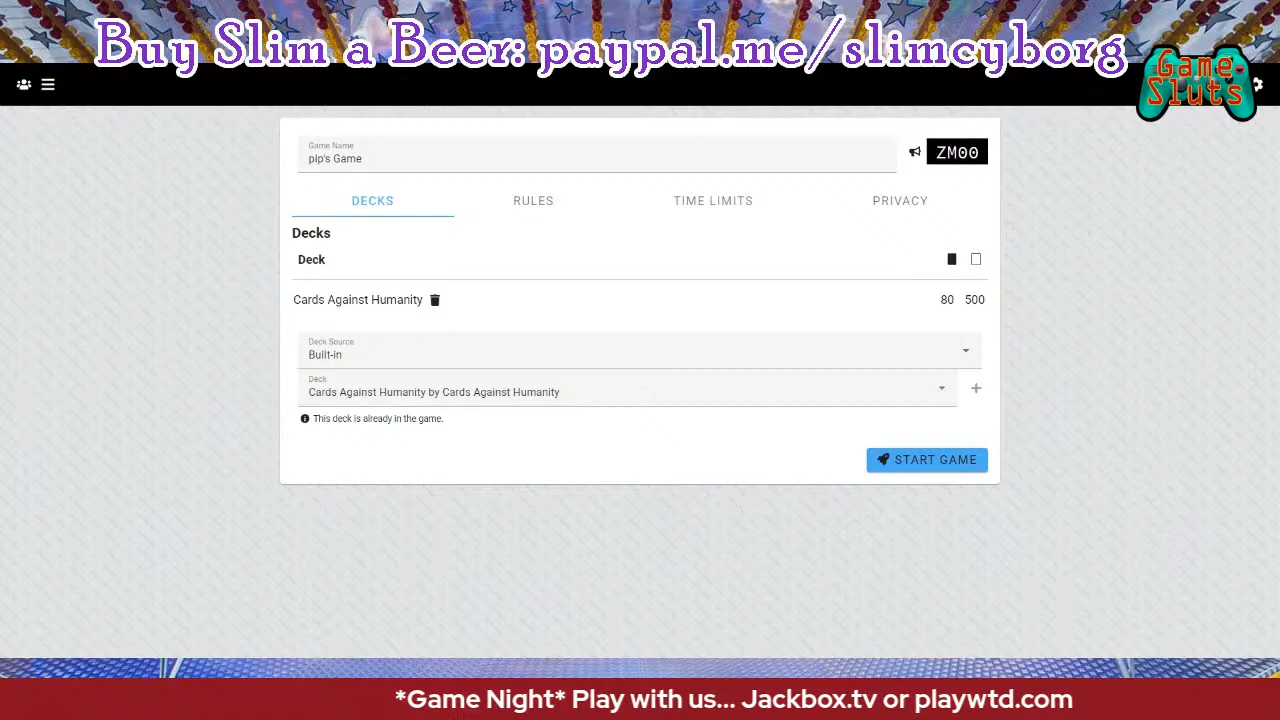 Buy Slim a Beer: paypal.me/slimcyborg
Game
Sluts
Game Name
pip's Game
ZM00
DECKS
RULES
TIME LIMITS
PRIVACY
Decks
Deck
Cards Against Humanity
80 500
Deck Source
Built-in
Deck
Cards Against Humanity by Cards Against Humanity
This deck is already in the game.
START GAME
*Game Night* Play with us... Jackbox.tv or playwtd.com